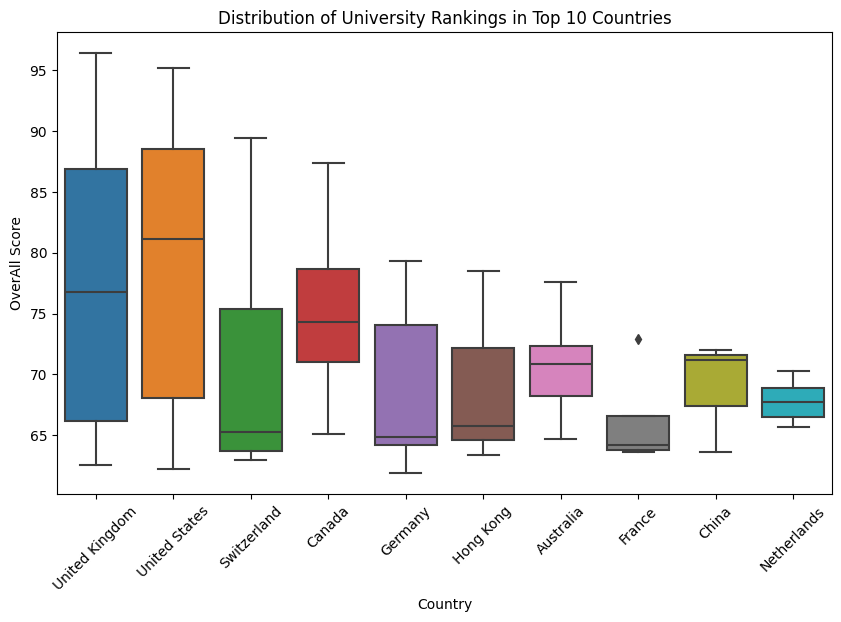 Distribution of University Rankings in Top 10 Countries
OverAll Score
95
90
85
80
75
70
65
United Kingdom
United States
Switzerland
Canada
Germany
Hong Kong
Australia
France
China
Netherlands
Country